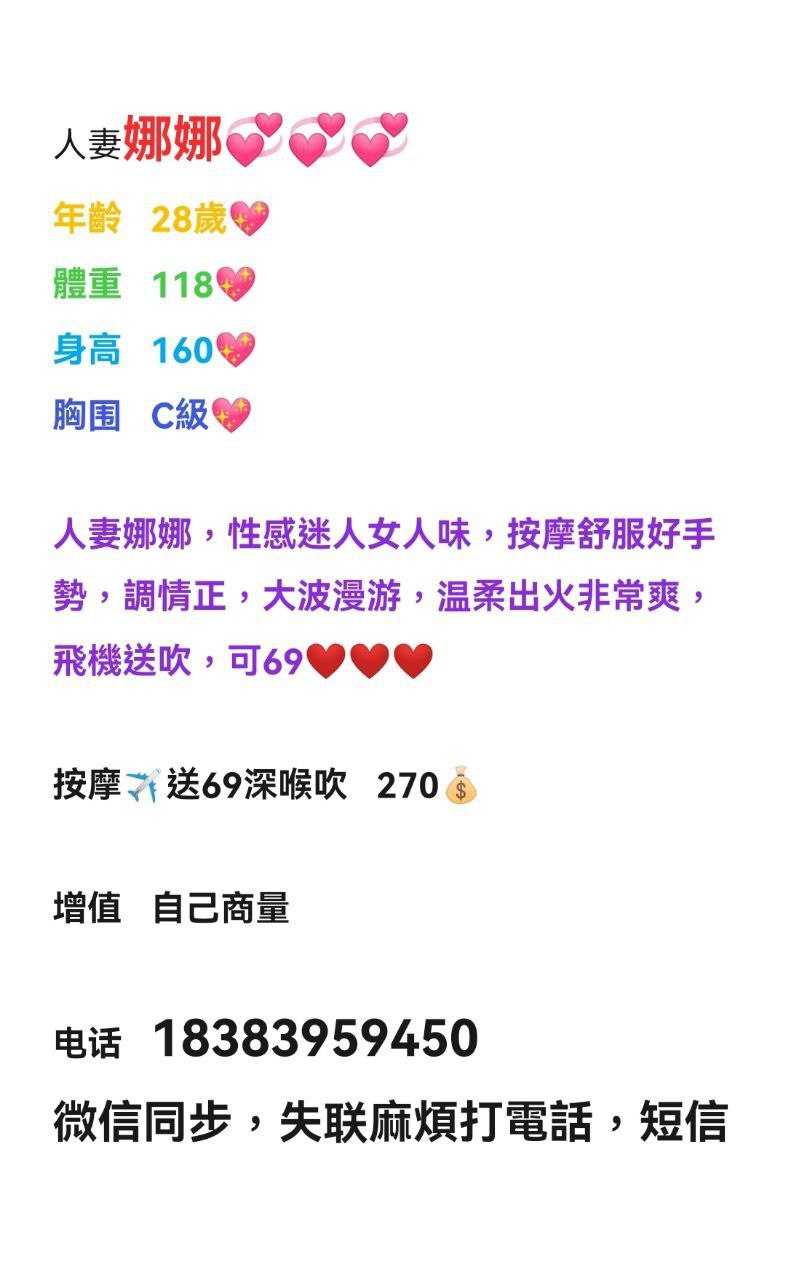 人妻娜娜💞💞💞
年齡 28歲💖
體重 118💖
身高 160💖
胸围 C級💖
人妻娜娜，性感迷人女人味，按摩舒服好手
勢，調情正，大波漫游，温柔出火非常爽，
飛機送吹，可69❤️❤️❤️
按摩✈️送69深喉吹 270💰
增值 自己商量
电话 18383959450
微信同步，失联麻煩打電話，短信